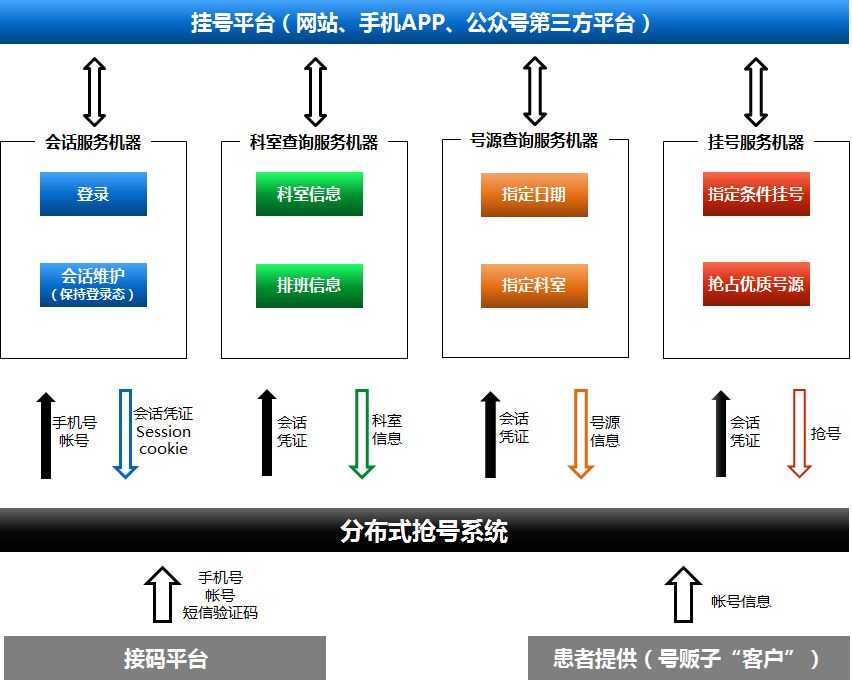 挂号平台（网站、手机APP、公众号第三方平台）
会话服务机器
科室查询服务机器
号源查询服务机器
挂号服务机器
登录
科室信息
指定日期
指定条件挂号
会话维护
（保持登录态）
排班信息
指定科室
抢占优质号源
手机号
帐号
会话凭证
Session
cookie
会话
凭证
科室
信息
会话
凭证
号源
信息
会话
凭证
抢号
分布式抢号系统
手机号
帐号
短信验证码
帐号信息
接码平台
患者提供（号贩子“客户”）